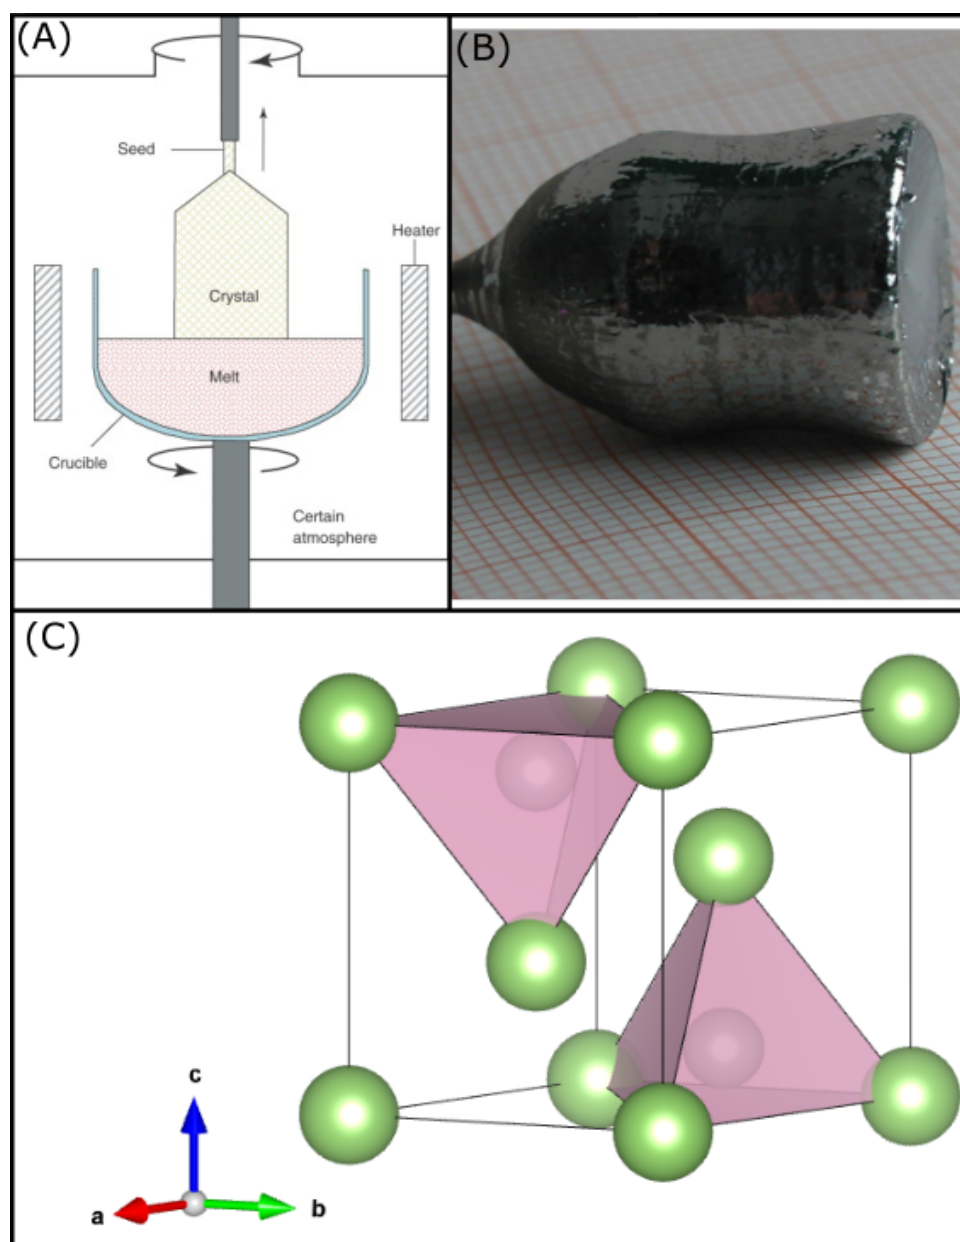 (A)
Seed
Heater
Crystal
Melt
Crucible
Certain
atmosphere
(B)
(C)
c
a
b